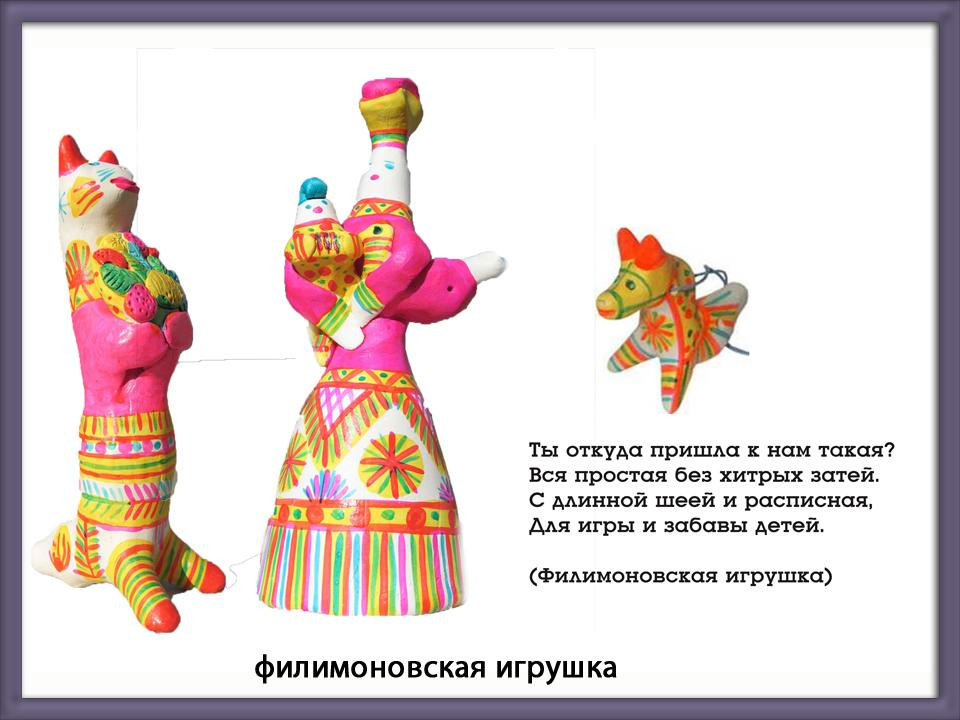 Ты откуда пришла к нам такая?
Вся простая без хитрых затей.
С длинной шеей и расписная,
Для игры и забавы детей.
(Филимоновская игрушка)
филимоновская игрушка